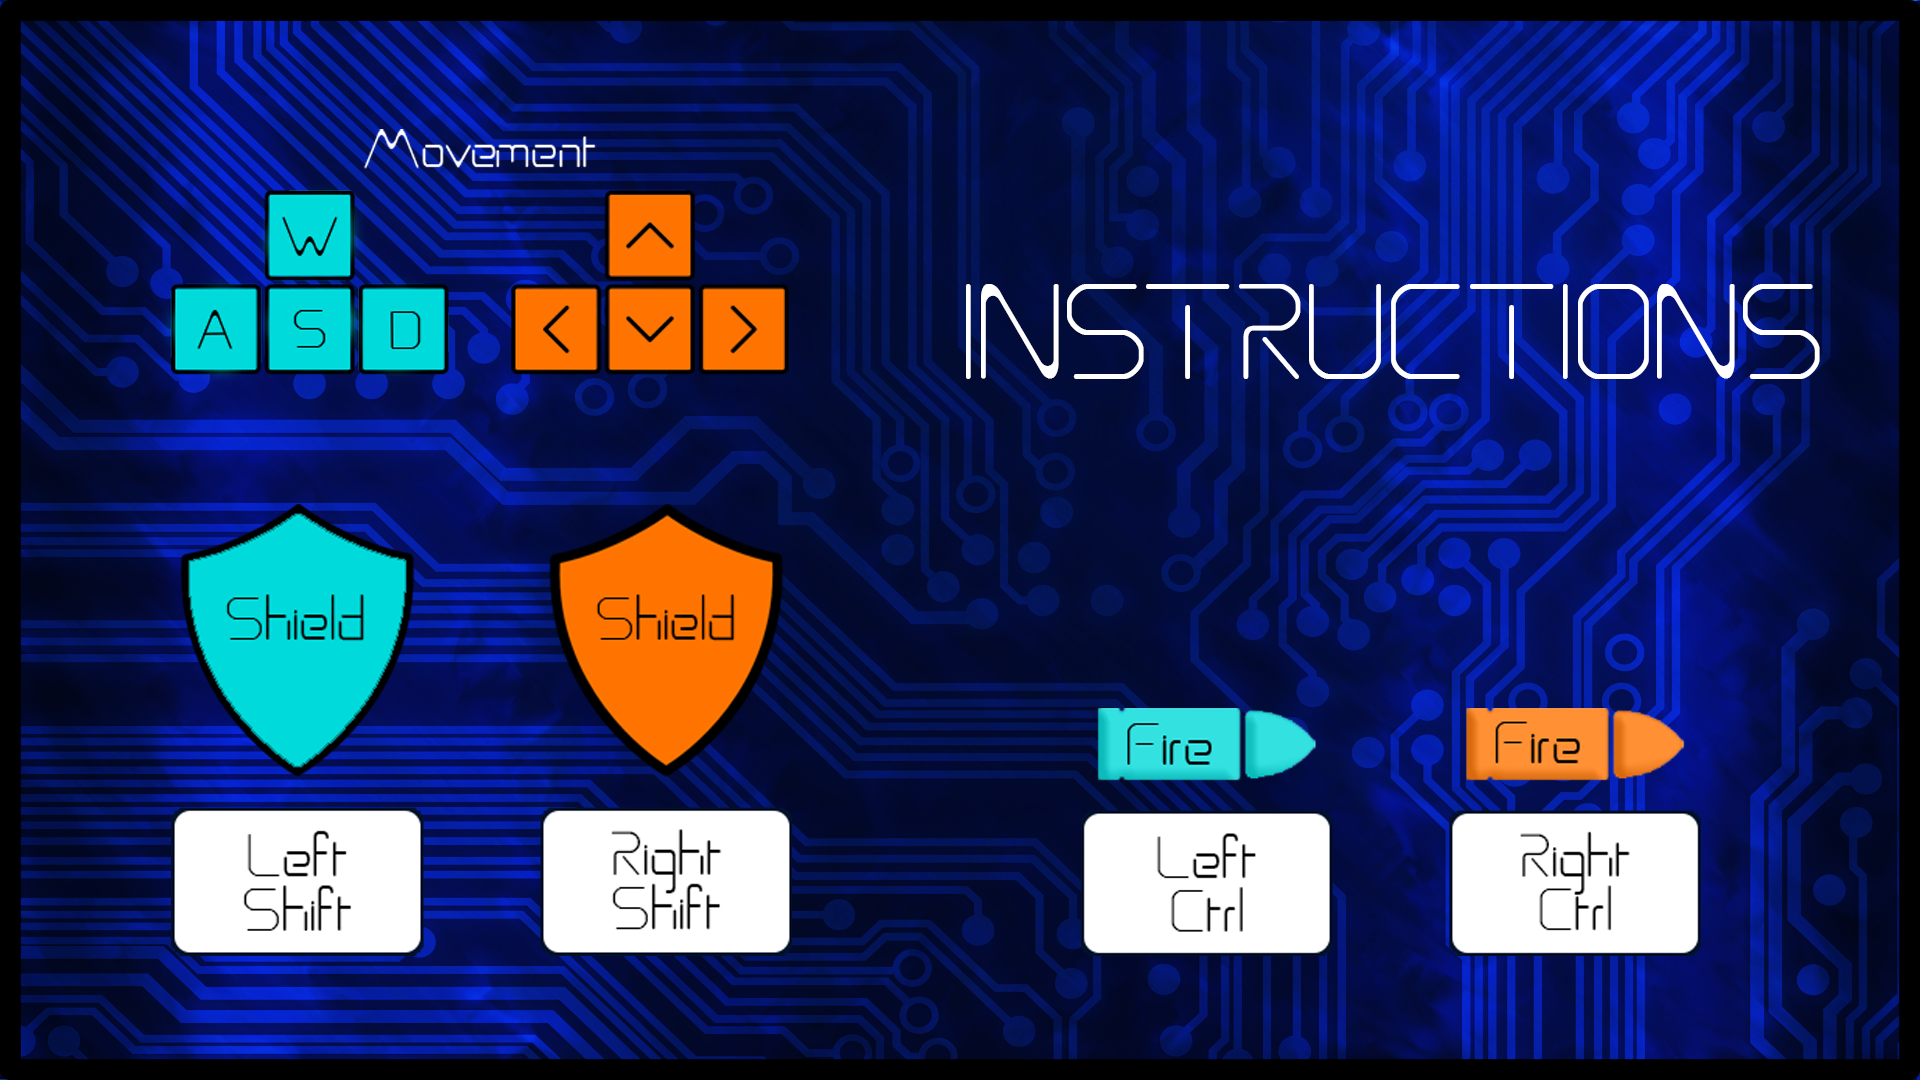 Movement
W
A S D
INSTRUCTIONS
Shield
Shield
Fire
Fire
Left
Shift
Right
Shift
Left
Ctrl
Right
Ctrl